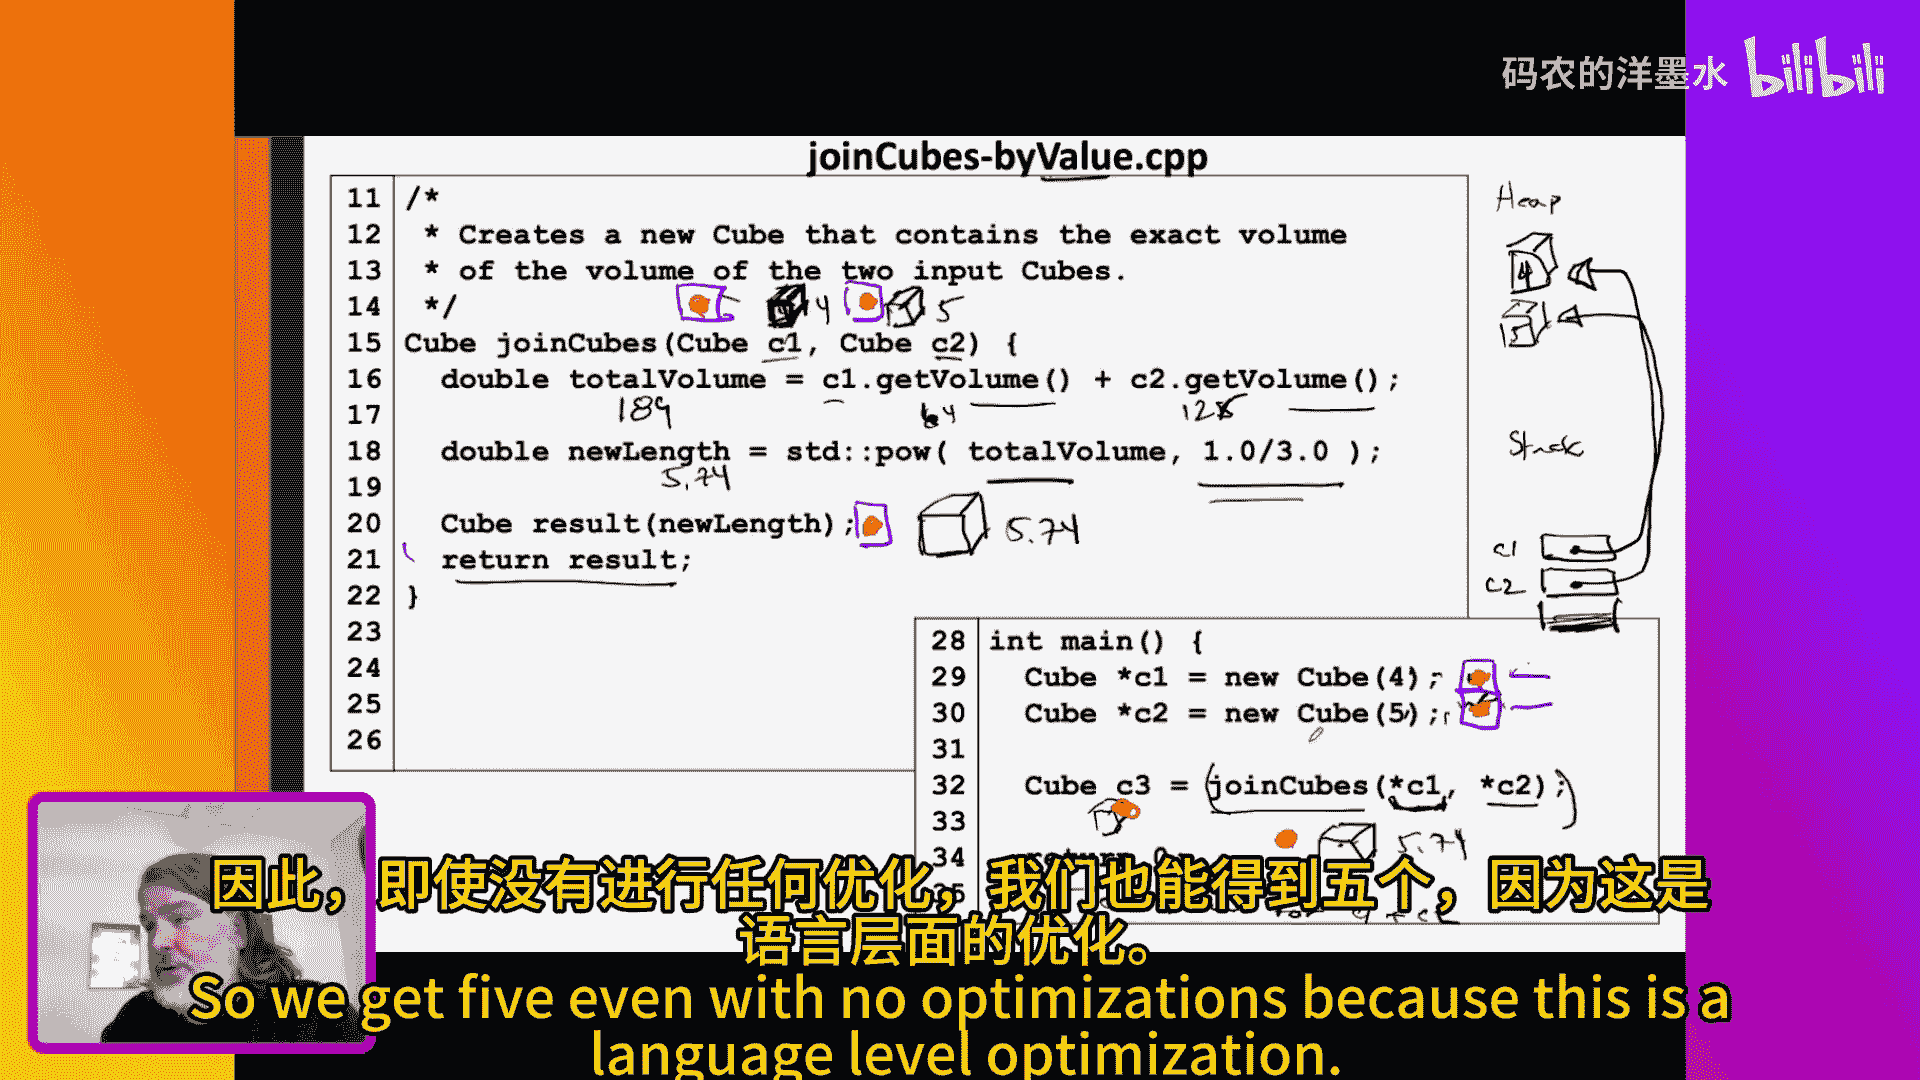 码农的洋墨水 bilibili
joinCubes-byValue.cpp
11 /*
12 * Creates a new Cube that contains the exact volume
13 * of the volume of the two input Cubes.
14 */
4 5
15 Cube joinCubes(Cube c1, Cube c2) {
16 double totalVolume = c1.getVolume() + c2.getVolume();
17 189 64 125
18 double newLength = std::pow( totalVolume, 1.0/3.0 );
19 5.74
20 Cube result(newLength); 5.74
21 return result;
22 }
23
24
25
26
Heap
4
5
Stack
c1
c2
28 int main() {
29 Cube *c1 = new Cube(4);
30 Cube *c2 = new Cube(5);
31
32 Cube c3 = joinCubes(*c1, *c2);
33
34 return 0; 5.74
因此，即使没有进行任何优化，我们也能得到五个，因为这是
语言层面的优化。
So we get five even with no optimizations because this is a
language level optimization.